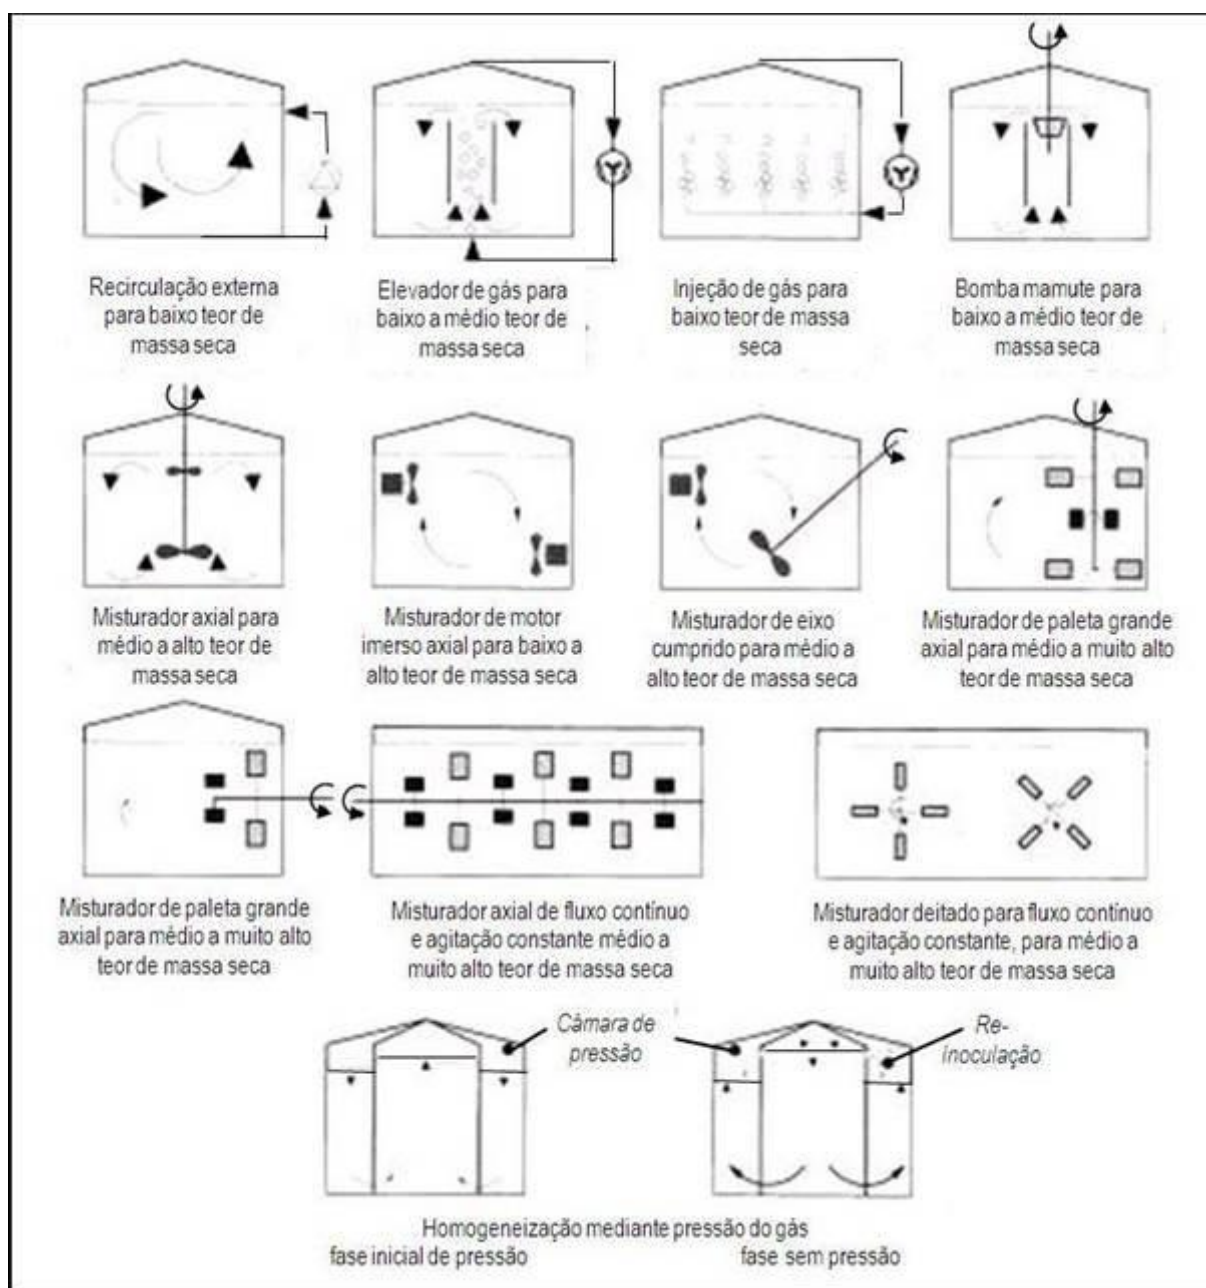 Recirculação externa
para baixo teor de
massa seca
Elevador de gás para
baixo a médio teor de
massa seca
Injeção de gás para
baixo teor de massa
seca
Bomba mamute para
baixo a médio teor de
massa seca
Misturador axial para
médio a alto teor de
massa seca
Misturador de motor
imerso axial para baixo a
alto teor de massa seca
Misturador de eixo
cumprido para médio a
alto teor de massa seca
Misturador de paleta grande
axial para médio a muito alto
teor de massa seca
Misturador de paleta grande
axial para médio a muito alto
teor de massa seca
Misturador axial de fluxo contínuo
e agitação constante médio a
muito alto teor de massa seca
Misturador deitado para fluxo contínuo
e agitação constante, para médio a
muito alto teor de massa seca
Câmara de
pressão
Re-
inoculação
Homogeneização mediante pressão do gás
fase inicial de pressão
fase sem pressão